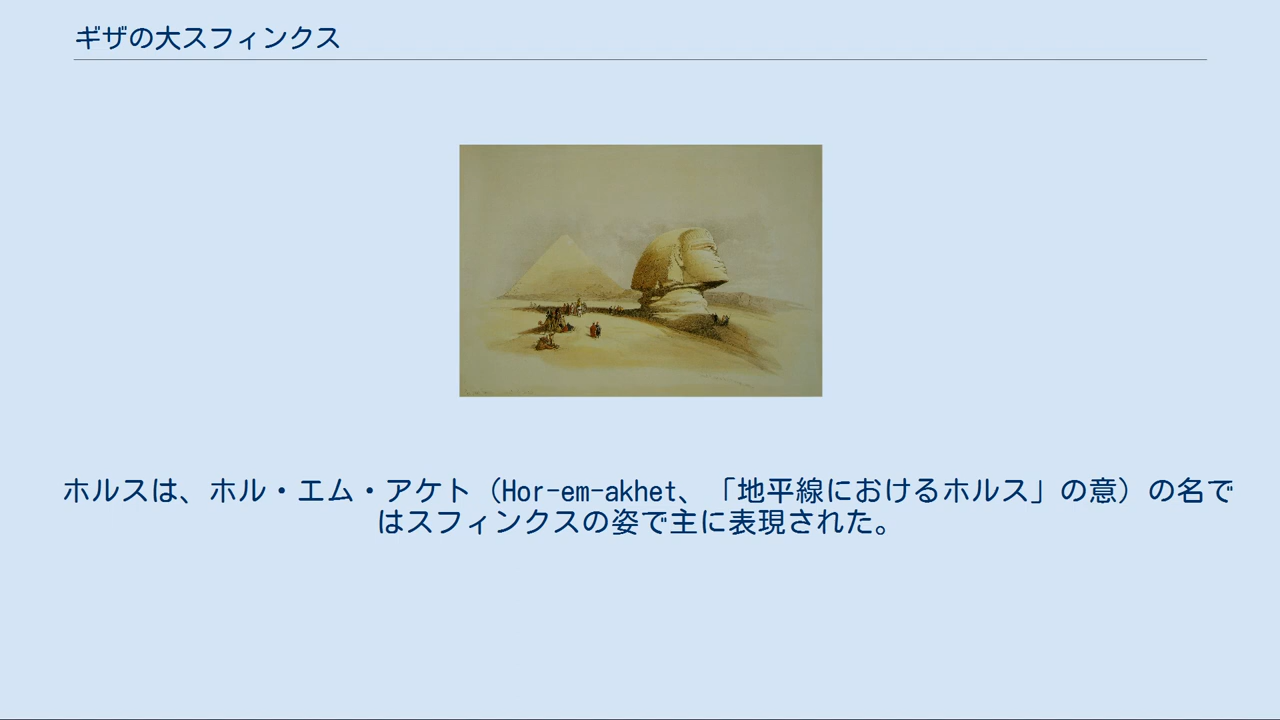 ギザの大スフィンクス
ホルスは、ホル・エム・アケト（Hor-em-akhet、「地平線におけるホルス」の意）の名で
はスフィンクスの姿で主に表現された。